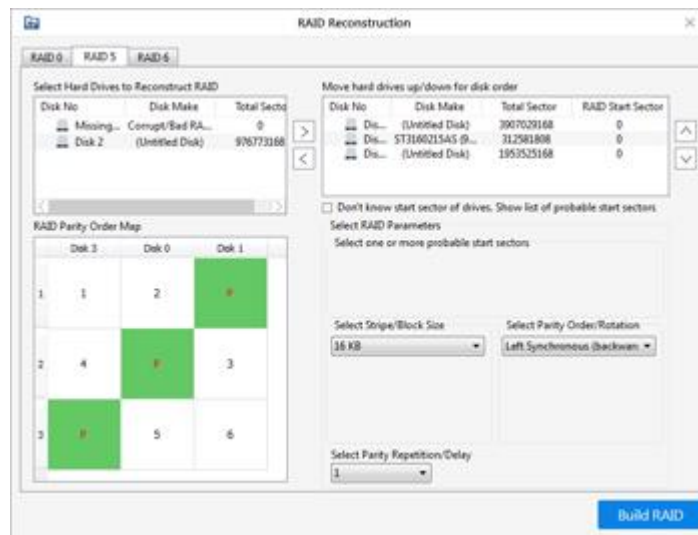 RAID Reconstruction
RAID 0 RAID 5 RAID 6
Select Hard Drives to Reconstruct RAID
Disk No Disk Make Total Secto
Missing... Corrupt/Bad RA... 0
Disk 2 (Untitled Disk) 976773168
Move hard drives up/down for disk order
Disk No Disk Make Total Sector RAID Start Sector
Dis... (Untitled Disk) 3907029168 0
Dis... ST3160215AS (9... 312581808 0
Dis... (Untitled Disk) 1953525168 0
Don't know start sector of drives. Show list of probable start sectors
RAID Parity Order Map
Disk 3 Disk 0 Disk 1
1 1 2 P
2 4 P 3
3 P 5 6
Select RAID Parameters
Select one or more probable start sectors
Select Stripe/Block Size
16 KB
Select Parity Order/Rotation
Left Synchronous (backwar
Select Parity Repetition/Delay
1
Build RAID